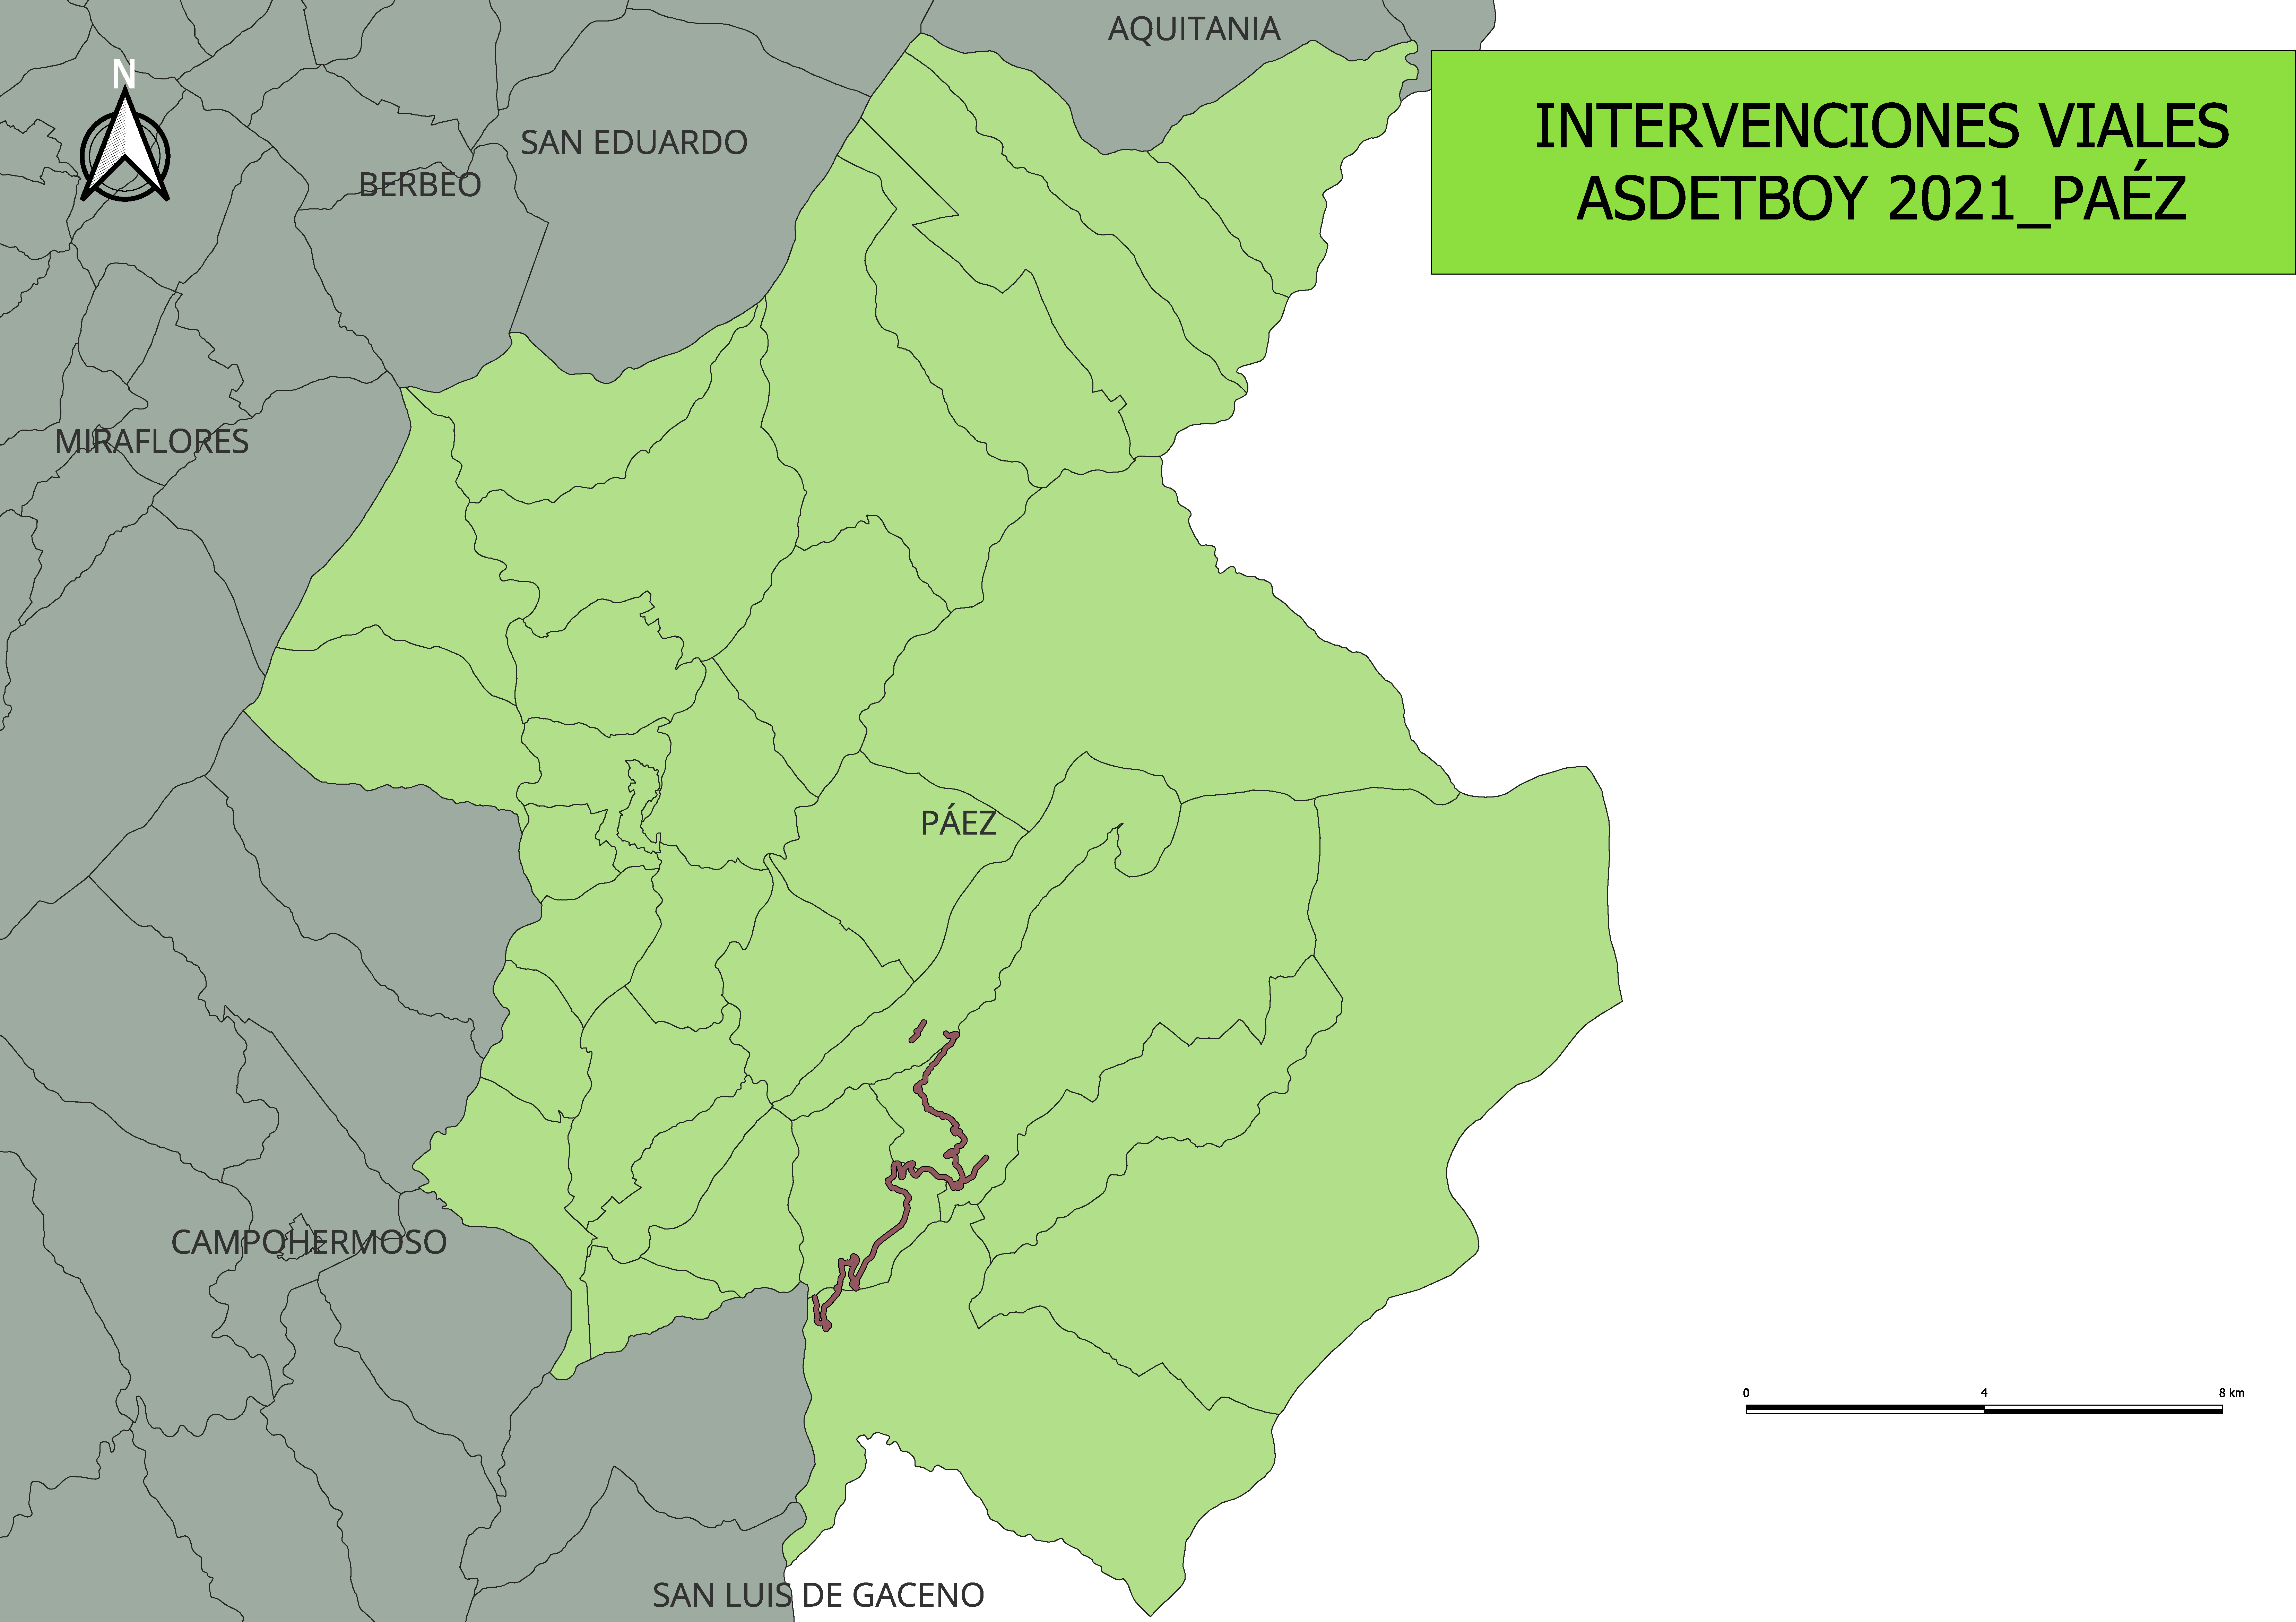 AQUITANIA
N
INTERVENCIONES VIALES
ASDETBOY 2021_PAÉZ
SAN EDUARDO
BERBEO
MIRAFLORES
PÁEZ
CAMPOHERMOSO
0 4 8 km
SAN LUIS DE GACENO